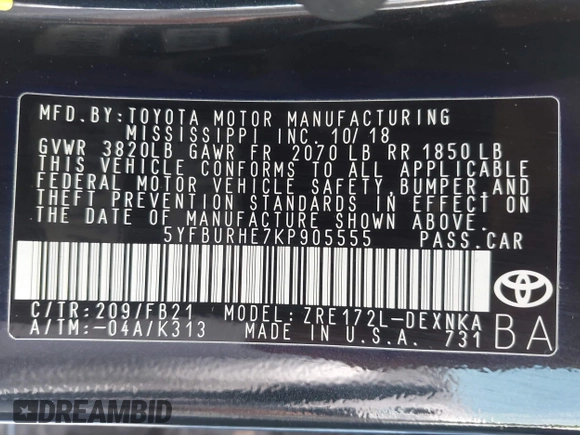 MFD.BY:TOYOTA MOTOR MANUFACTURING
MISSISSIPPI INC. 10/18
GVWR 3820LB GAWR FR 2070 LB RR 1850LB
THIS VEHICLE CONFORMS TO ALL APPLICABLE
FEDERAL MOTOR VEHICLE SAFETY,BUMPER,AND
THEFT PREVENTION STANDARDS IN EFFECT ON
THE DATE OF MANUFACTURE SHOWN ABOVE.
5YFBURHE7KP905555 PASS.CAR
C/TR:209/FB21 MODEL:ZRE172L-DEXNKA
A/TM:-04A/K313 MADE IN U.S.A. 731
BA
DREAMBID